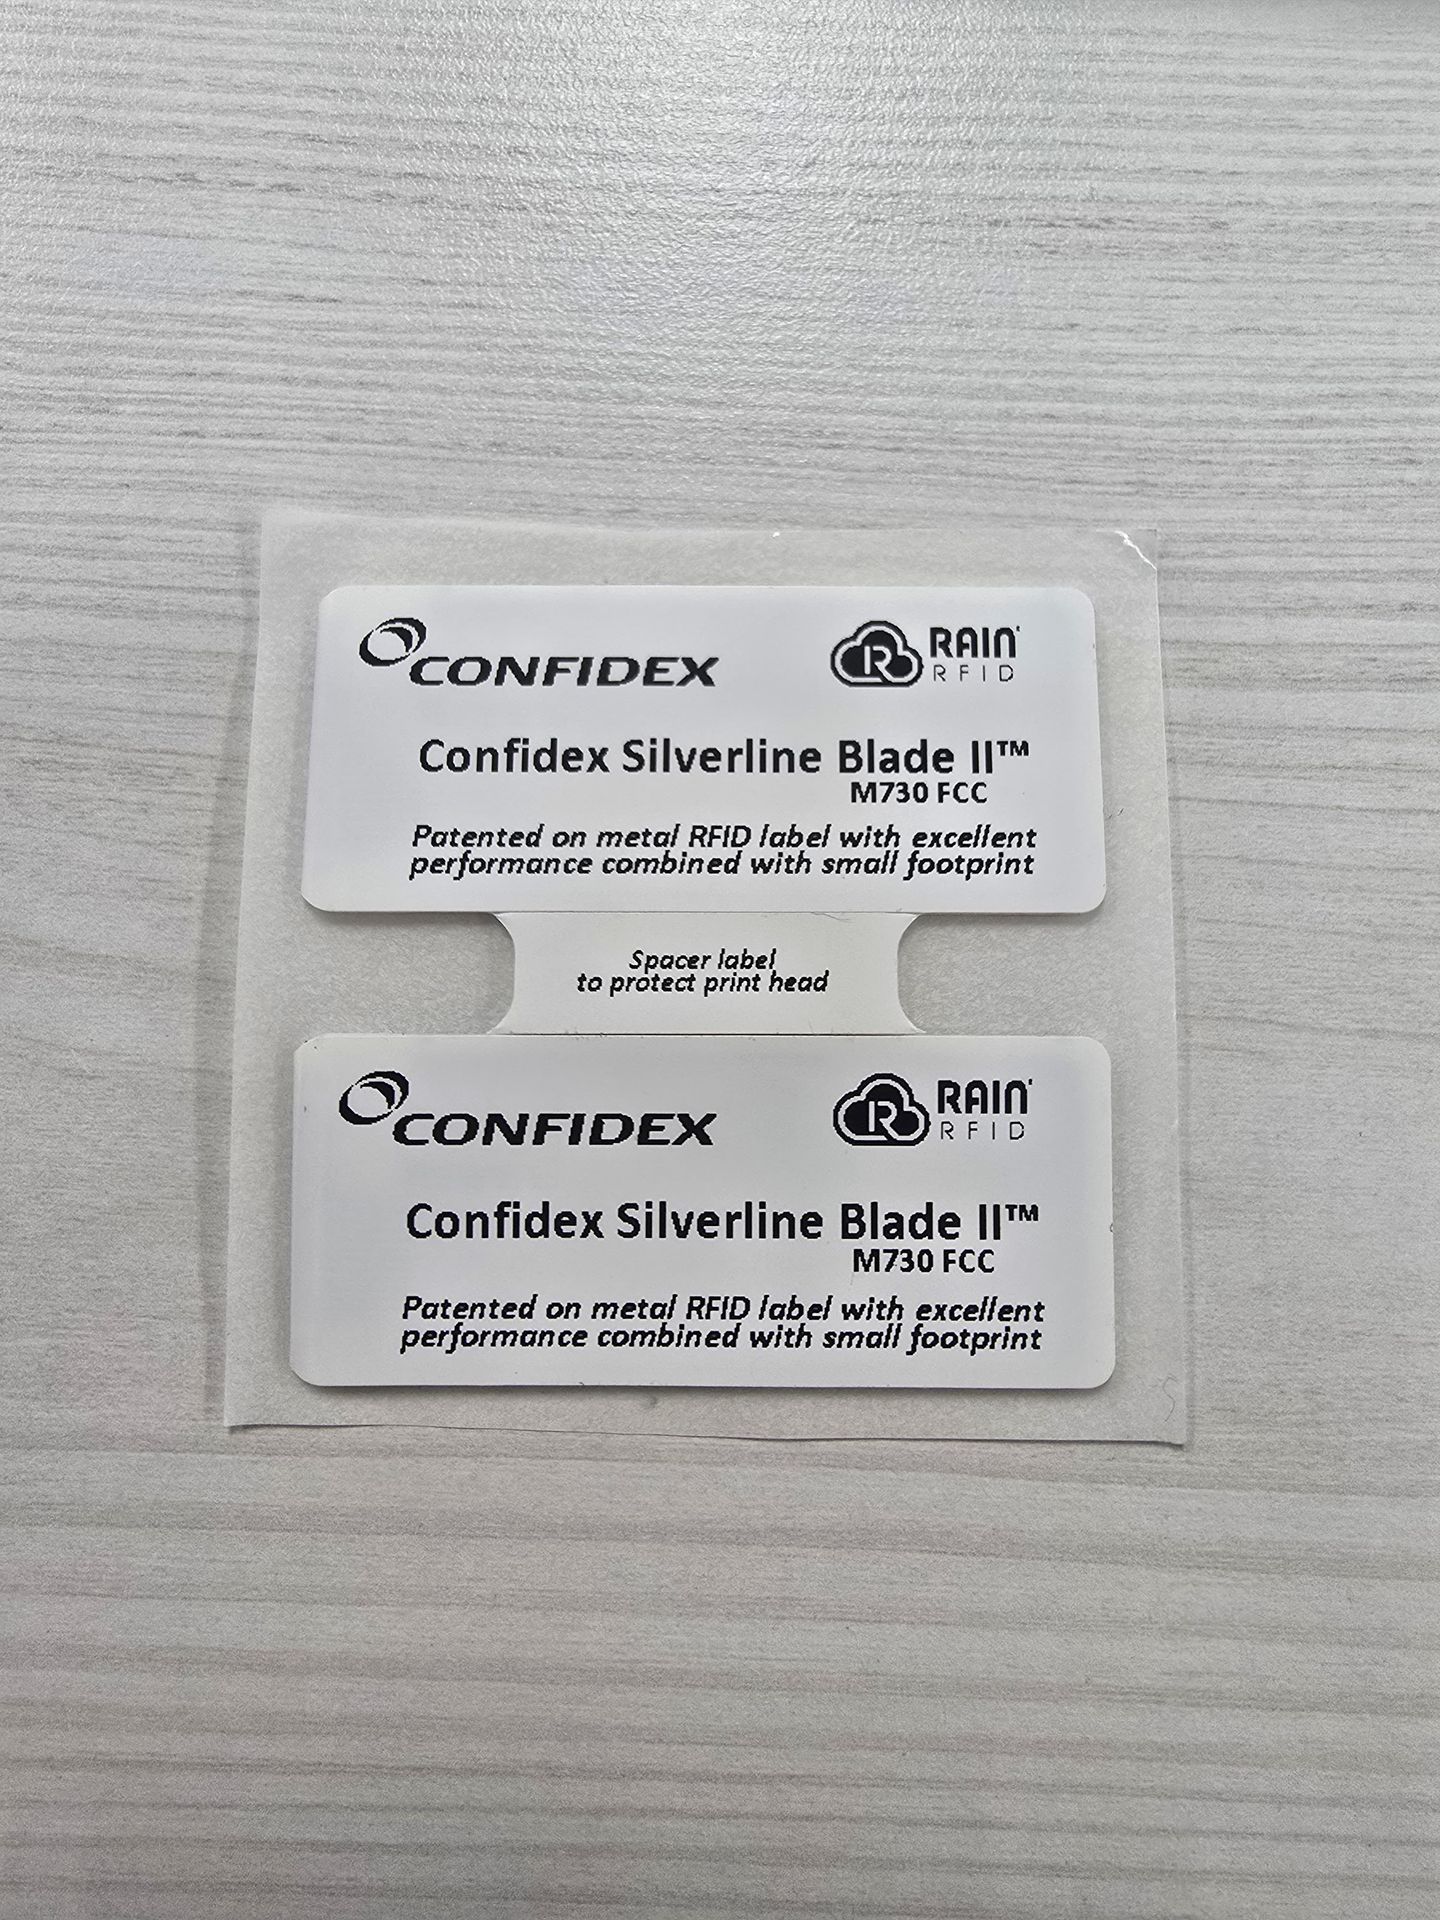 CONFIDEX
RAIN
RFID
Confidex Silverline Blade II™
M730 FCC
Patented on metal RFID label with excellent
performance combined with small footprint
Spacer label
to protect print head
CONFIDEX
RAIN
RFID
Confidex Silverline Blade II™
M730 FCC
Patented on metal RFID label with excellent
performance combined with small footprint